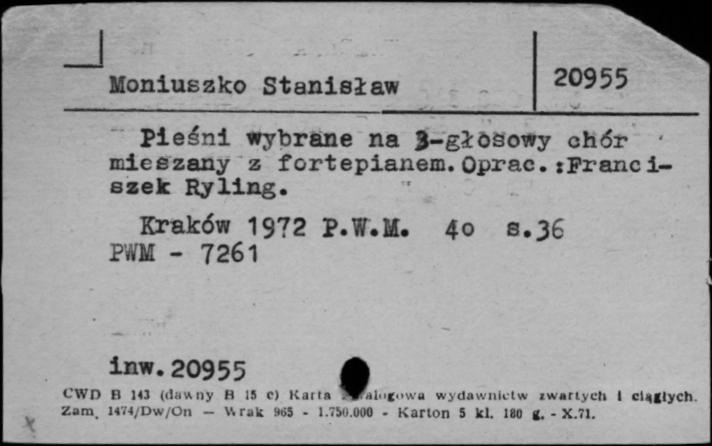 Moniuszko Stanisław 20955
Pieśni wybrane na 3-głosowy chór
mieszany z fortepianem. Oprac.:Franci-
szek Ryling.
Kraków 1972 P.W.M. 4o s.36
PWM - 7261
inw. 20955
CWD B 143 (dawny B 15 c) Karta wydawnictw zwartych i ciągłych.
Zam. 1474/Dw/On — Wrak 965 - 1.750.000 - Karton 5 kl. 180 g. - X.71.